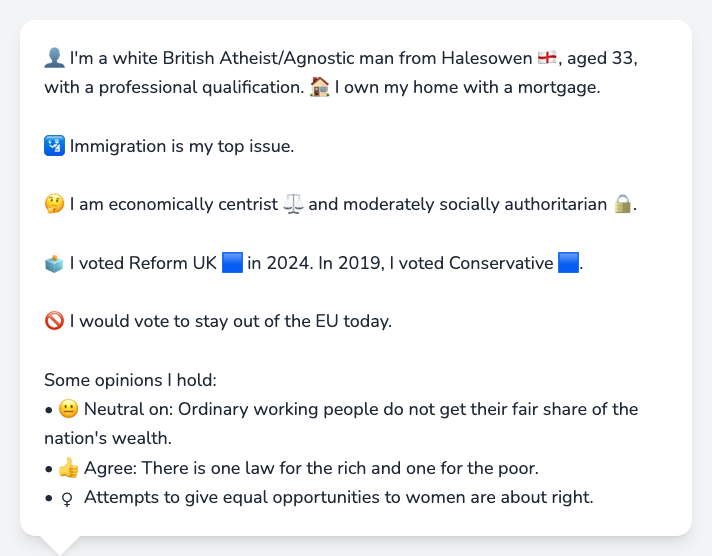 👤 I'm a white British Atheist/Agnostic man from Halesowen 🏴󠁧󠁢󠁥󠁮󠁧󠁿, aged 33,
with a professional qualification. 🏠 I own my home with a mortgage.
🛂 Immigration is my top issue.
🤔 I am economically centrist ⚖️ and moderately socially authoritarian 🔒.
🗳️ I voted Reform UK 🟦 in 2024. In 2019, I voted Conservative 🟦.
🚫 I would vote to stay out of the EU today.
Some opinions I hold:
• 😐 Neutral on: Ordinary working people do not get their fair share of the
nation's wealth.
• 👍 Agree: There is one law for the rich and one for the poor.
• ♀ Attempts to give equal opportunities to women are about right.